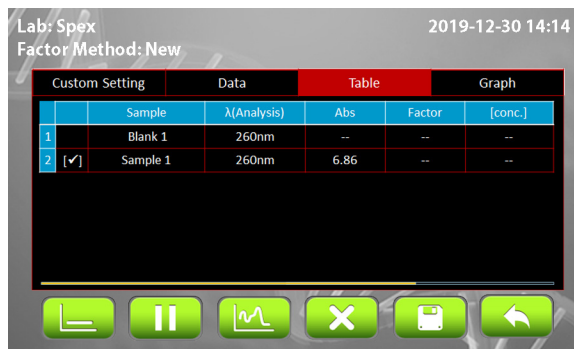 Lab: Spex 2019-12-30 14:14
Factor Method: New
Custom Setting Data Table Graph
Sample λ(Analysis) Abs Factor [conc.]
1 Blank 1 260nm -- -- --
2 [✔] Sample 1 260nm 6.86 -- --